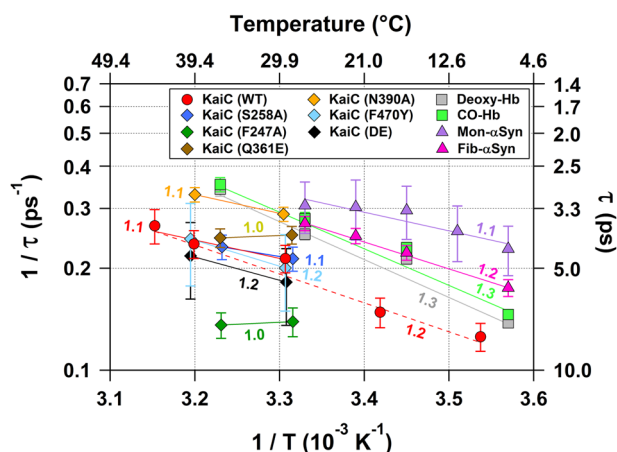 Temperature (°C)
49.4 39.4 29.9 21.0 12.6 4.6
0.7
0.6
0.5
0.4
0.3
0.2
0.1
1 / τ (ps⁻¹)
KaiC (WT)
KaiC (S258A)
KaiC (F247A)
KaiC (Q361E)
KaiC (N390A)
KaiC (F470Y)
KaiC (DE)
Deoxy-Hb
CO-Hb
Mon-αSyn
Fib-αSyn
1.4
1.7
2.0
2.5
3.3
5.0
10.0
τ (ps)
1.1
1.1
1.0
1.1
1.2
1.2
1.0
1.1
1.2
1.3
1.3
1.2
3.1 3.2 3.3 3.4 3.5 3.6
1 / T (10⁻³ K⁻¹)